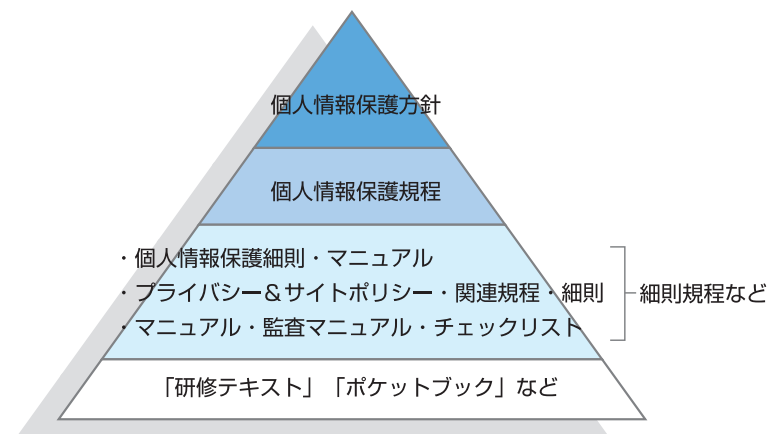 個人情報保護方針
個人情報保護規程
・個人情報保護細則・マニュアル
・プライバシー＆サイトポリシー・関連規程・細則
・マニュアル・監査マニュアル・チェックリスト
細則規程など
「研修テキスト」「ポケットブック」など